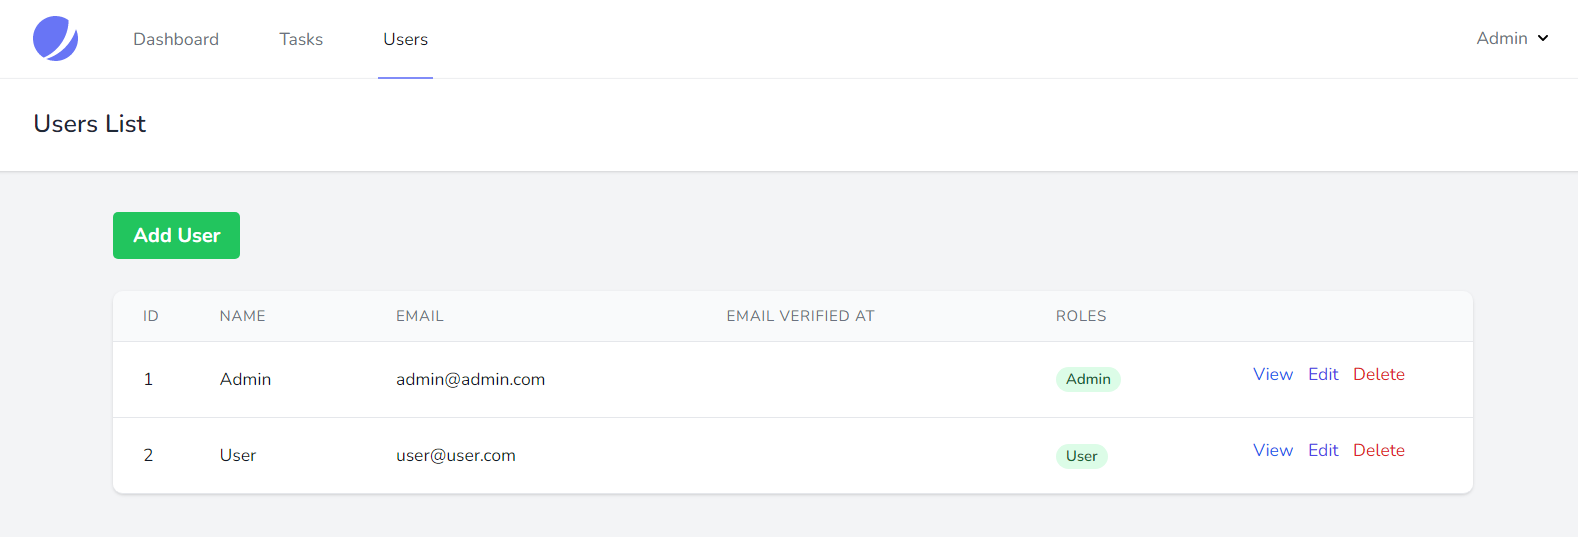 Dashboard Tasks Users Admin
Users List
Add User
ID NAME EMAIL EMAIL VERIFIED AT ROLES
1 Admin admin@admin.com Admin View Edit Delete
2 User user@user.com User View Edit Delete